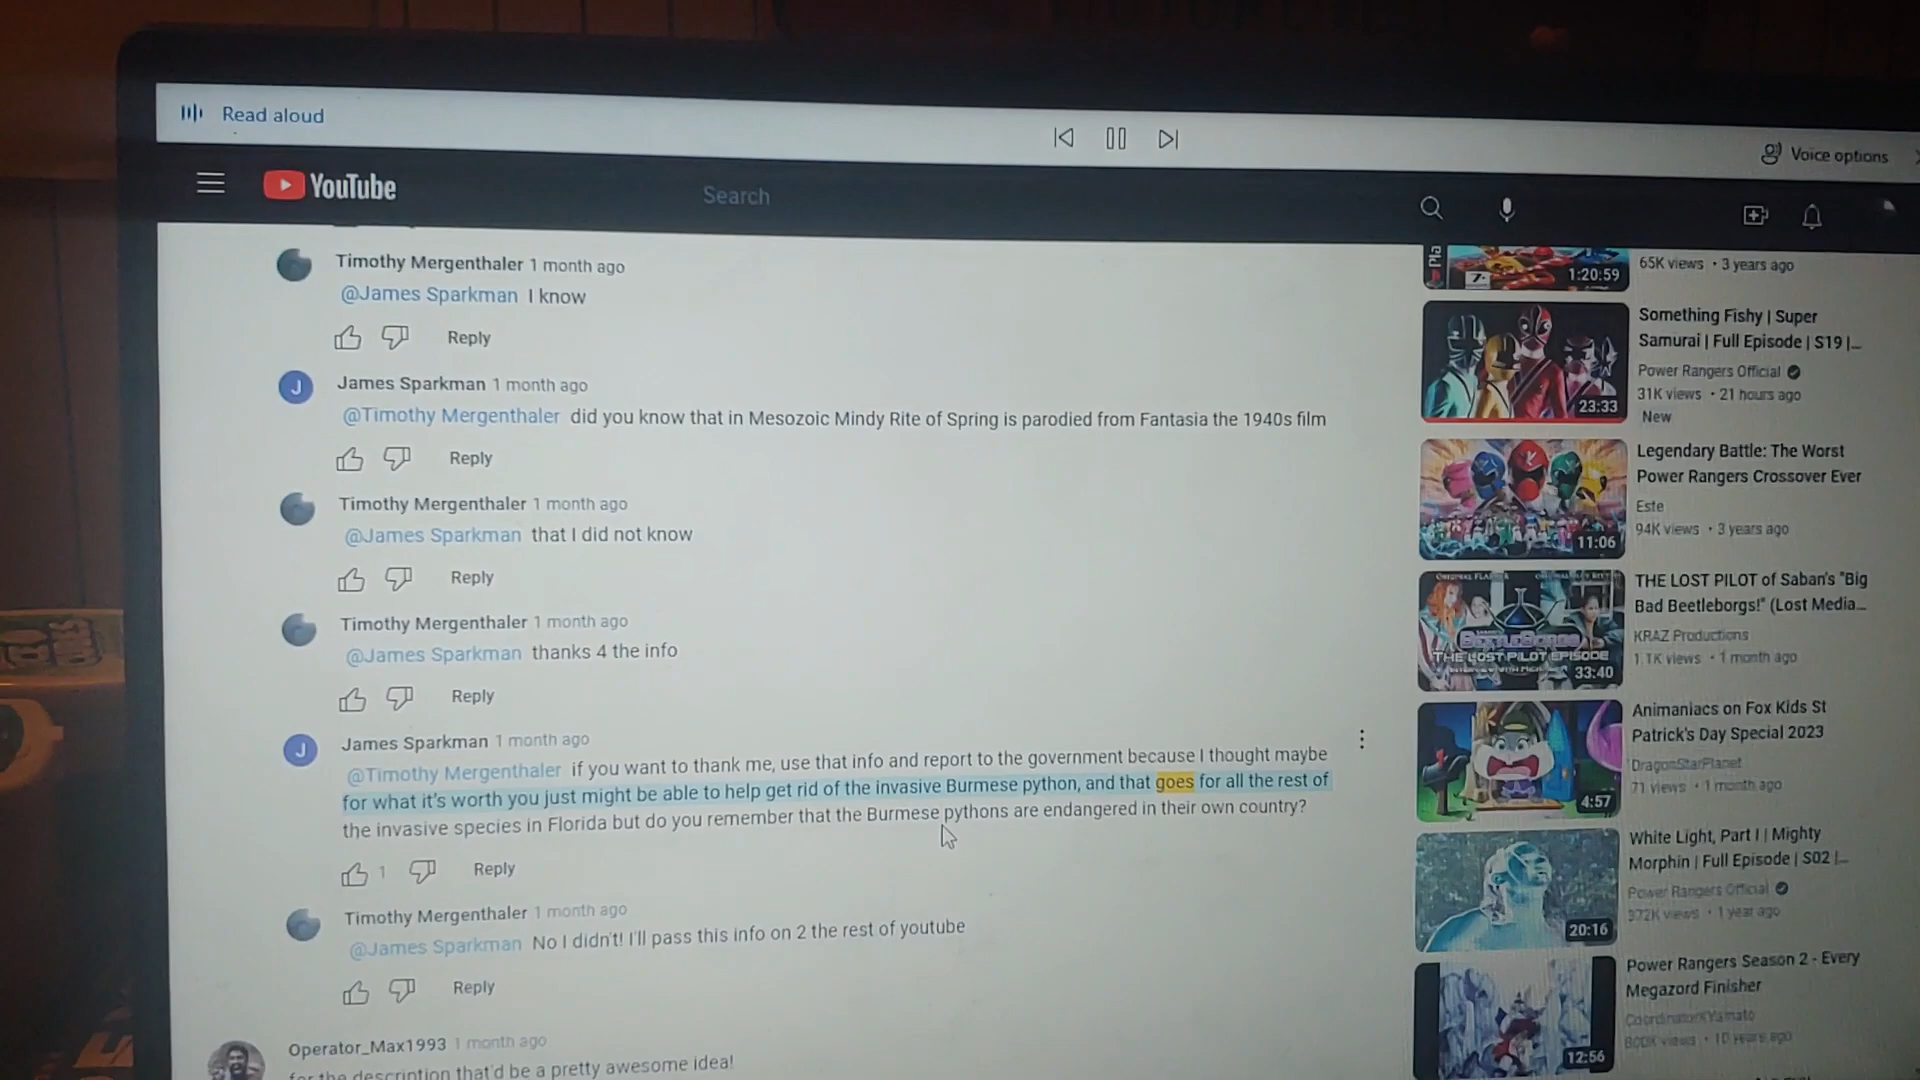 Read aloud
Voice options
YouTube
Search
Timothy Mergenthaler 1 month ago
@James Sparkman I know
Reply
James Sparkman 1 month ago
@Timothy Mergenthaler did you know that in Mesozoic Mindy Rite of Spring is parodied from Fantasia the 1940s film
Reply
Timothy Mergenthaler 1 month ago
@James Sparkman that I did not know
Reply
Timothy Mergenthaler 1 month ago
@James Sparkman thanks 4 the info
Reply
James Sparkman 1 month ago
@Timothy Mergenthaler if you want to thank me, use that info and report to the government because I thought maybe
for what it's worth you just might be able to help get rid of the invasive Burmese python, and that goes for all the rest of
the invasive species in Florida but do you remember that the Burmese pythons are endangered in their own country?
1
Reply
Timothy Mergenthaler 1 month ago
@James Sparkman No I didn't! I'll pass this info on 2 the rest of youtube
Reply
Operator_Max1993 1 month ago
for the description that'd be a pretty awesome idea!
1:20:59
65K views • 3 years ago
23:33
Something Fishy | Super
Samurai | Full Episode | S19 |...
Power Rangers Official
31K views • 21 hours ago
New
11:06
Legendary Battle: The Worst
Power Rangers Crossover Ever
Este
94K views • 3 years ago
BEETLEBORGS
THE LOST PILOT EPISODE
33:40
THE LOST PILOT of Saban's "Big
Bad Beetleborgs!" (Lost Media...
KRAZ Productions
1.1K views • 1 month ago
4:57
Animaniacs on Fox Kids St
Patrick's Day Special 2023
DragonStarPlanet
71 views • 1 month ago
20:16
White Light, Part I | Mighty
Morphin | Full Episode | S02 |...
Power Rangers Official
372K views • 1 year ago
12:56
Power Rangers Season 2 - Every
Megazord Finisher
CoordinatorXYamato
800K views • 10 years ago